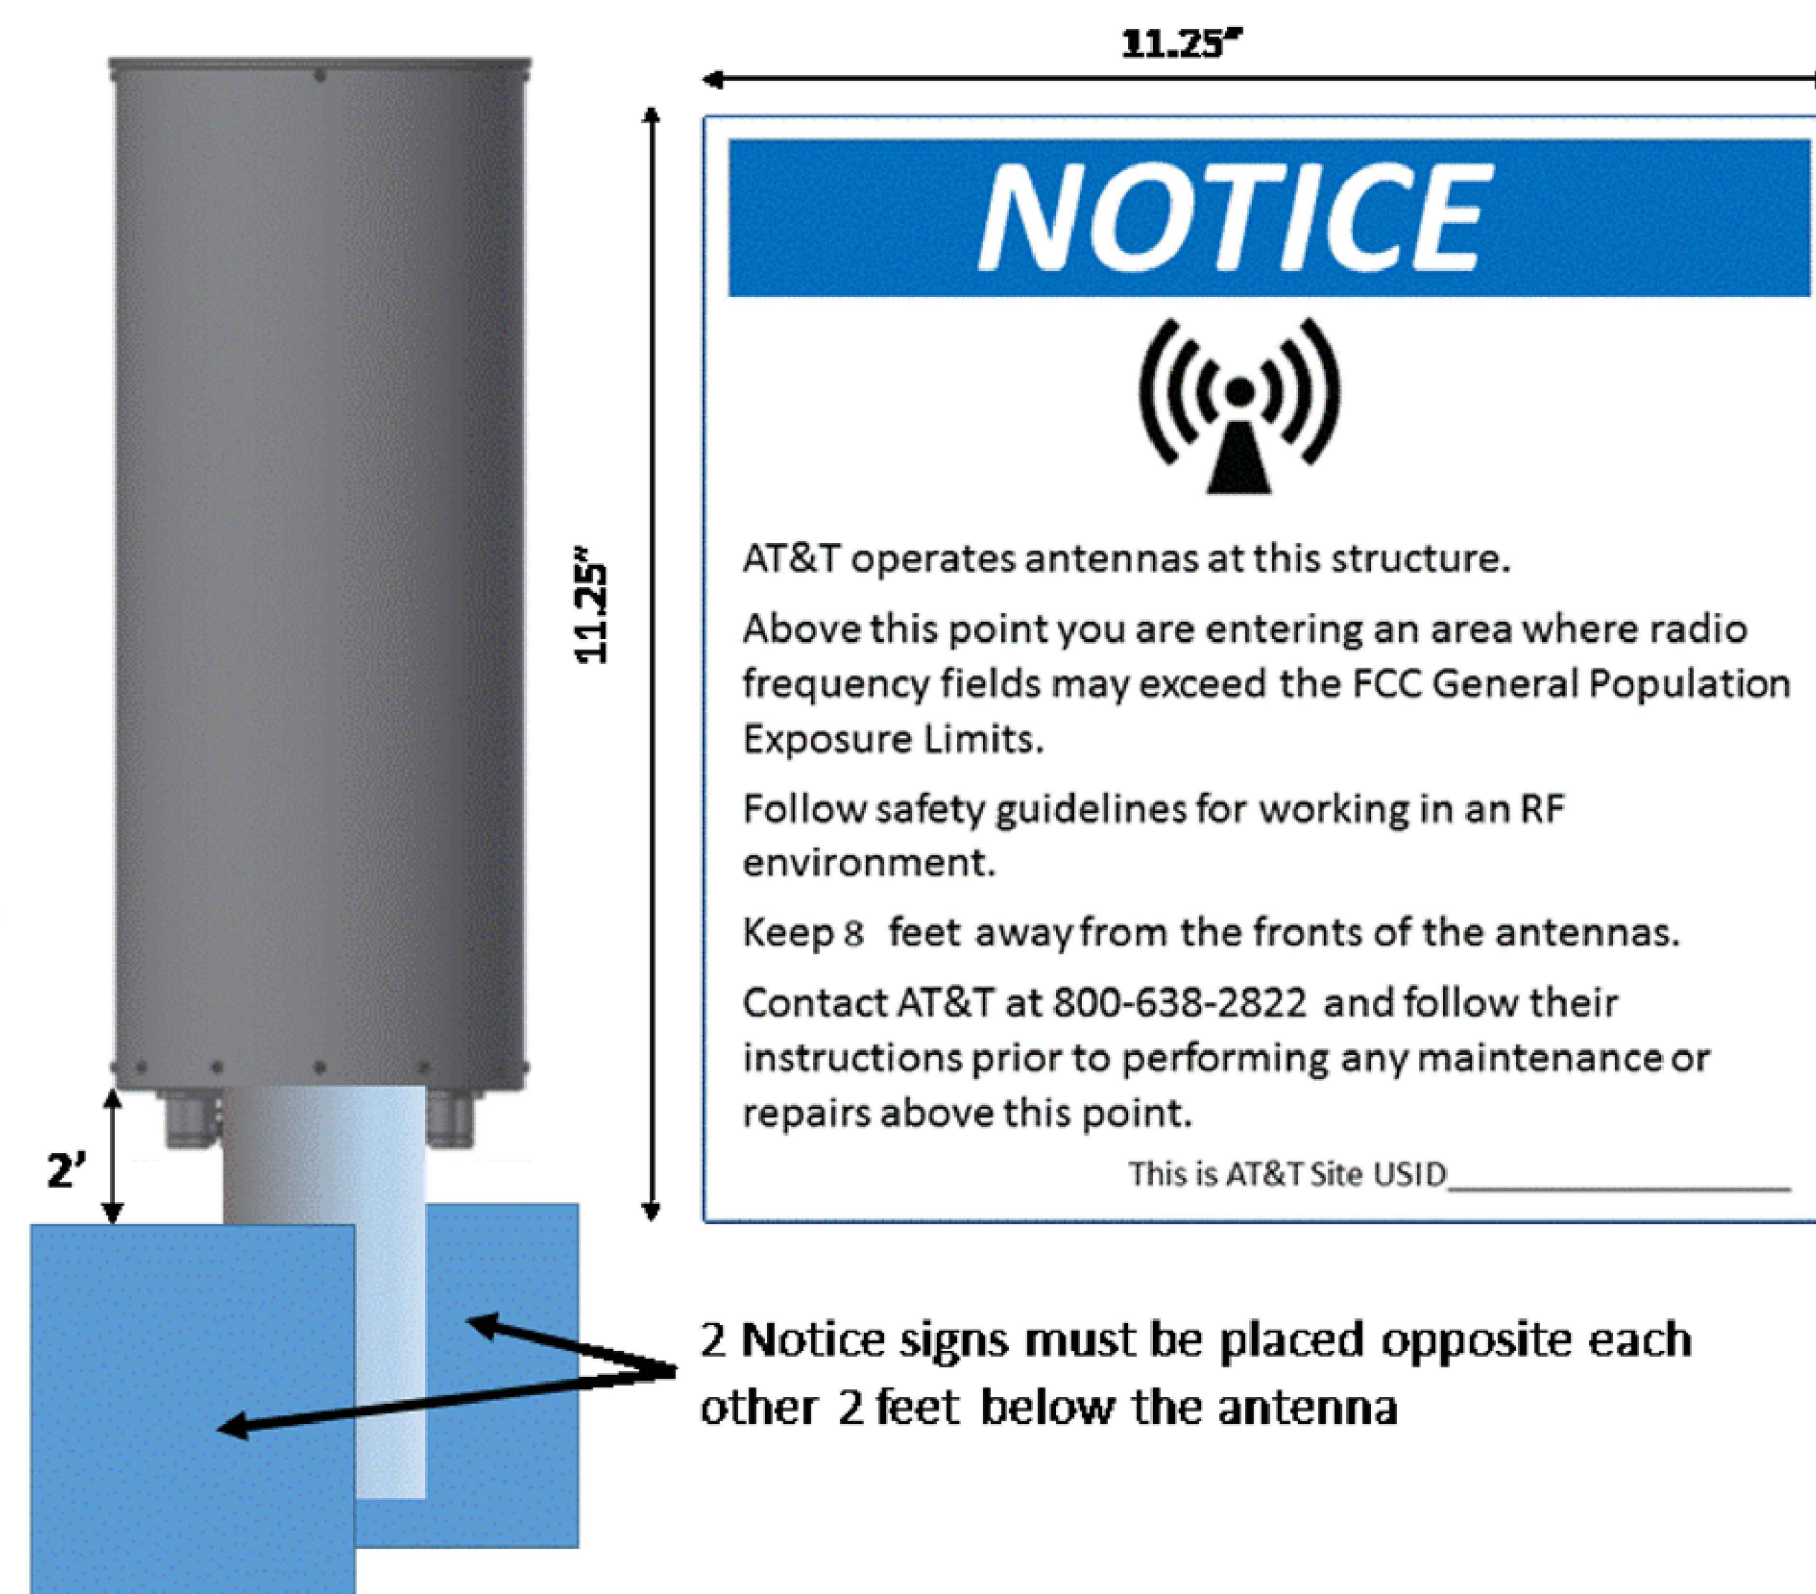 11.25"
NOTICE
11.25"
AT&T operates antennas at this structure.
Above this point you are entering an area where radio
frequency fields may exceed the FCC General Population
Exposure Limits.
Follow safety guidelines for working in an RF
environment.
Keep 8 feet away from the fronts of the antennas.
Contact AT&T at 800-638-2822 and follow their
instructions prior to performing any maintenance or
repairs above this point.
This is AT&T Site USID____________________
2’
2 Notice signs must be placed opposite each
other 2 feet below the antenna